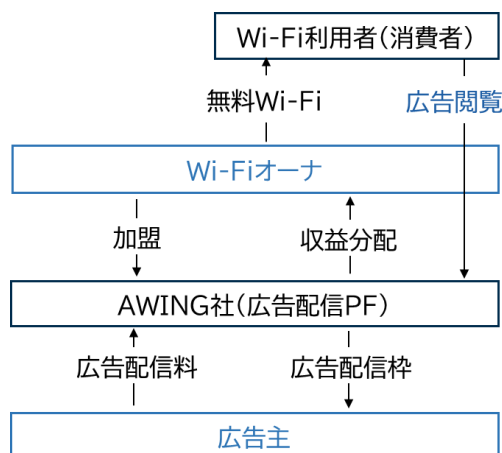 Wi-Fi利用者(消費者)
無料Wi-Fi
広告閲覧
Wi-Fiオーナ
加盟
収益分配
AWING社(広告配信PF)
広告配信料
広告配信枠
広告主